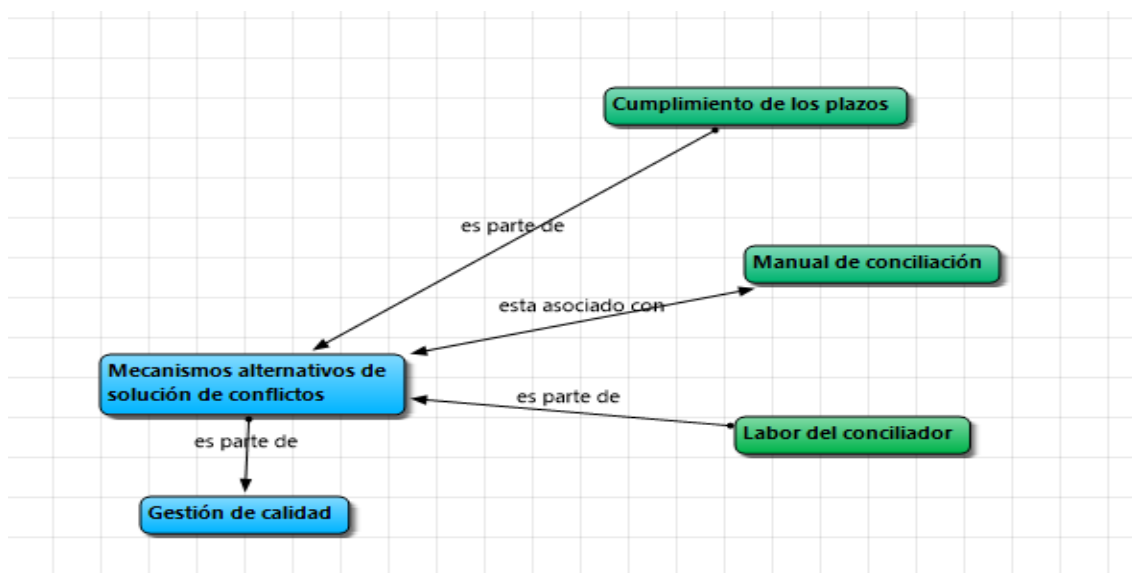 Cumplimiento de los plazos
es parte de
Manual de conciliación
esta asociado con
Mecanismos alternativos de
solución de conflictos
es parte de
Labor del conciliador
es parte de
Gestión de calidad